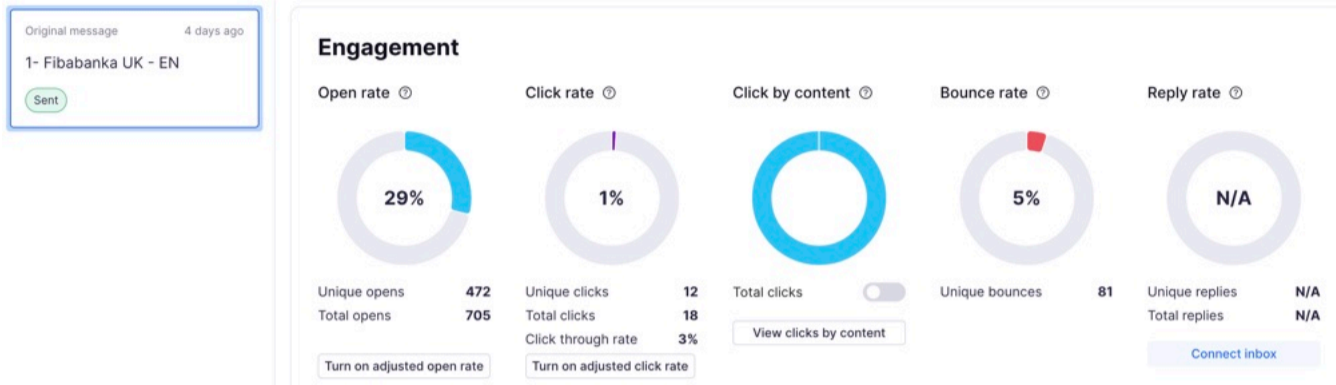 Original message 4 days ago
1- Fibabanka UK - EN
Sent
Engagement
Open rate
29%
Unique opens 472
Total opens 705
Turn on adjusted open rate
Click rate
1%
Unique clicks 12
Total clicks 18
Click through rate 3%
Turn on adjusted click rate
Click by content
Total clicks
View clicks by content
Bounce rate
5%
Unique bounces 81
Reply rate
N/A
Unique replies N/A
Total replies N/A
Connect inbox